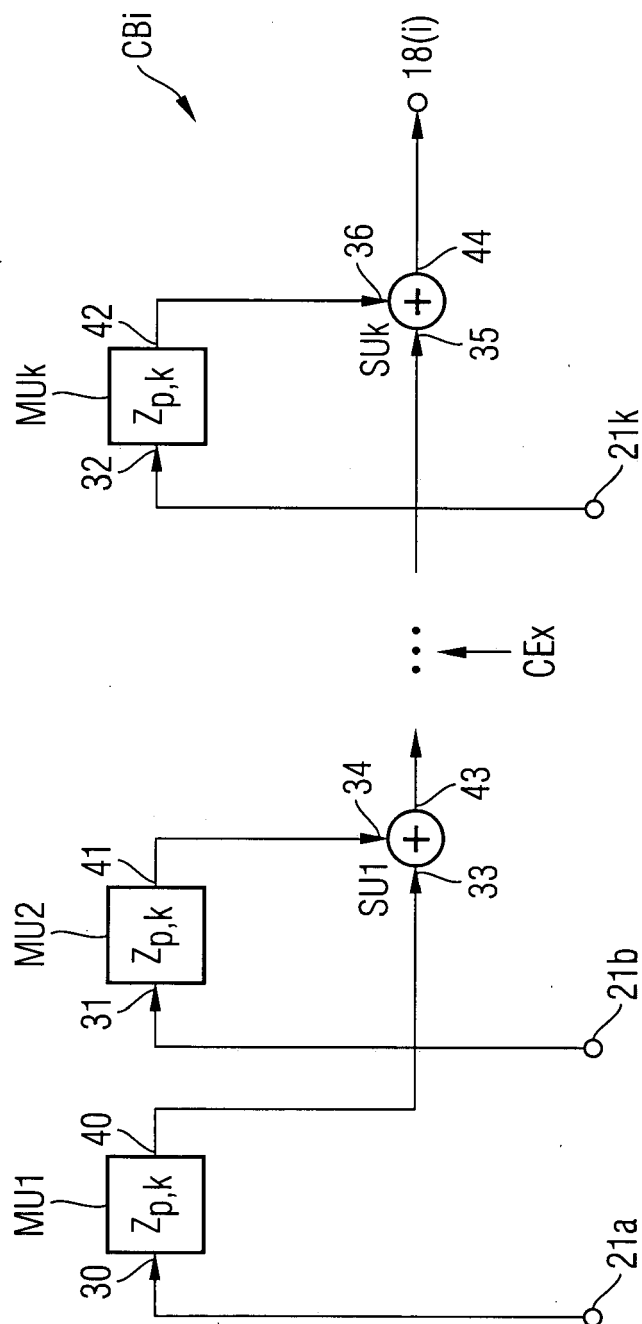 CBi
MU1
MU2
MUk
30
Zp,k
40
31
Zp,k
41
32
Zp,k
42
34
36
SU1
SUk
+
+
18(i)
33
43
35
44
...
CEx
21a
21b
21k